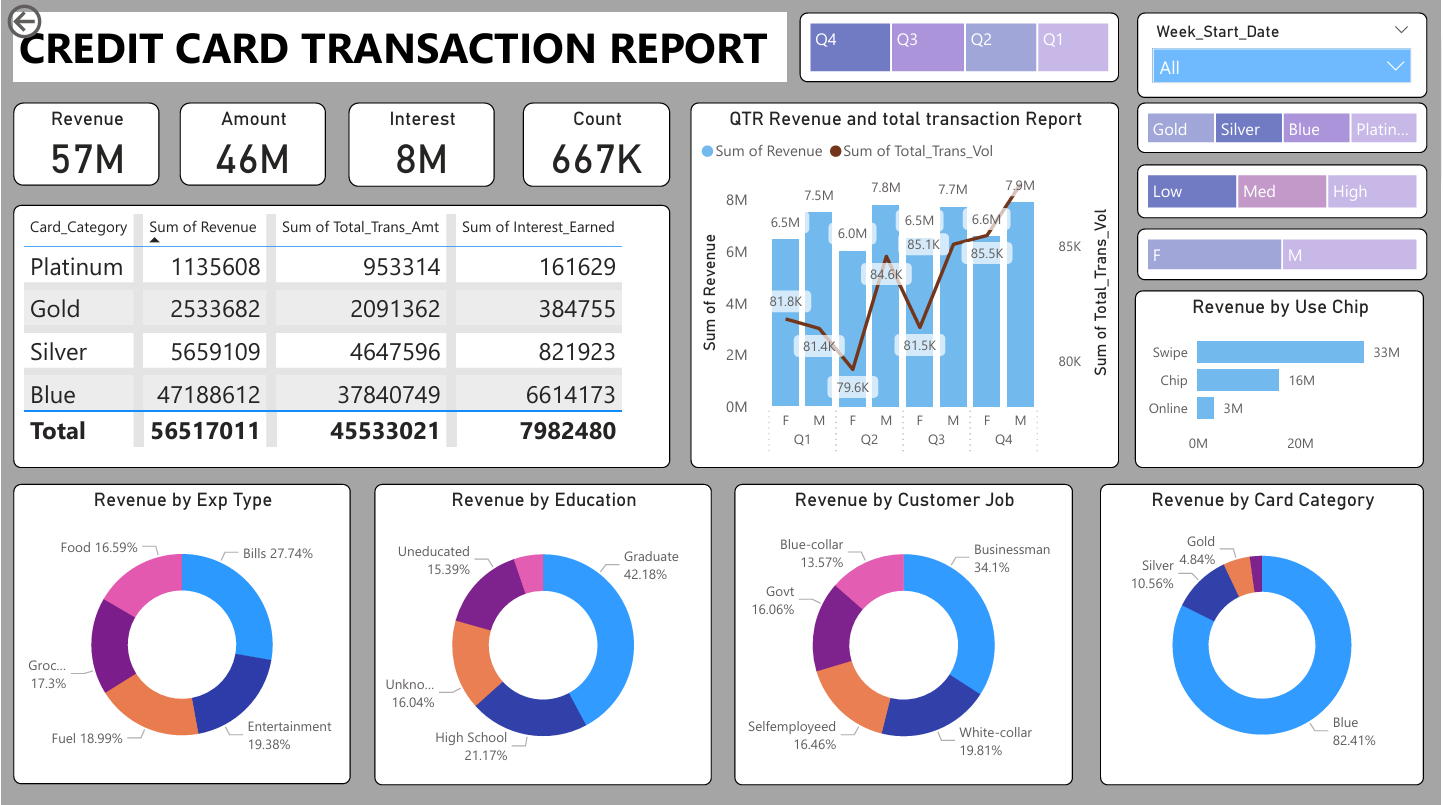 CREDIT CARD TRANSACTION REPORT
Q4 Q3 Q2 Q1
Week_Start_Date
All
Revenue
57M
Amount
46M
Interest
8M
Count
667K
Gold Silver Blue Platin...
Low Med High
F M
Card_Category Sum of Revenue Sum of Total_Trans_Amt Sum of Interest_Earned
Platinum 1135608 953314 161629
Gold 2533682 2091362 384755
Silver 5659109 4647596 821923
Blue 47188612 37840749 6614173
Total 56517011 45533021 7982480
QTR Revenue and total transaction Report
Sum of Revenue Sum of Total_Trans_Vol
Sum of Revenue
8M
6M
4M
2M
0M
6.5M
7.5M
6.0M
7.8M
6.5M
7.7M
6.6M
7.9M
81.8K
81.4K
79.6K
84.6K
81.5K
85.1K
85.5K
85K
80K
Sum of Total_Trans_Vol
F M F M F M F M
Q1 Q2 Q3 Q4
Revenue by Use Chip
Swipe 33M
Chip 16M
Online 3M
0M 20M
Revenue by Exp Type
Food 16.59%
Bills 27.74%
Groc...
17.3%
Fuel 18.99%
Entertainment
19.38%
Revenue by Education
Uneducated
15.39%
Graduate
42.18%
Unkno...
16.04%
High School
21.17%
Revenue by Customer Job
Blue-collar
13.57%
Businessman
34.1%
Govt
16.06%
Selfemployeed
16.46%
White-collar
19.81%
Revenue by Card Category
Gold
4.84%
Silver
10.56%
Blue
82.41%